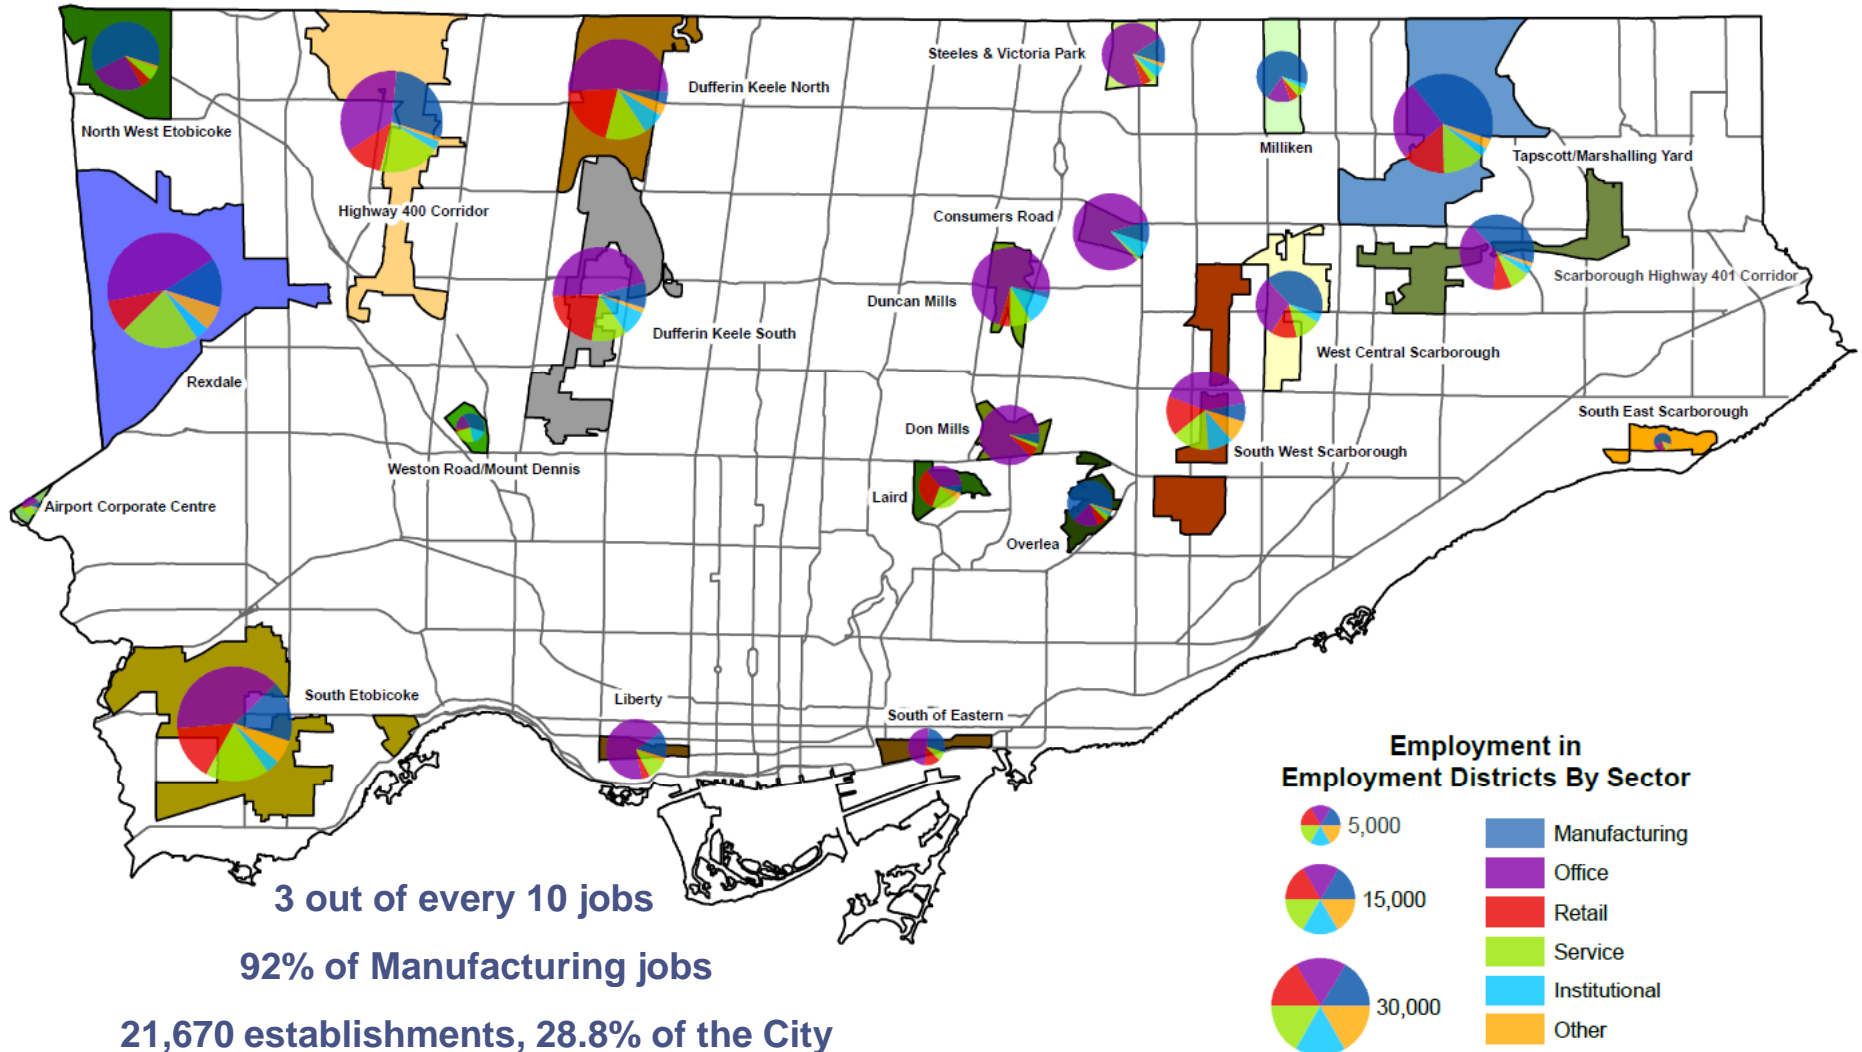 Steeles & Victoria Park
Dufferin Keele North
North West Etobicoke
Milliken
Tapscott/Marshalling Yard
Highway 400 Corridor
Consumers Road
Scarborough Highway 401 Corridor
Duncan Mills
Dufferin Keele South
West Central Scarborough
Rexdale
South East Scarborough
Don Mills
South West Scarborough
Weston Road/Mount Dennis
Laird
Airport Corporate Centre
Overlea
South Etobicoke
Liberty
South of Eastern
Employment in
Employment Districts By Sector
5,000
15,000
30,000
Manufacturing
Office
Retail
Service
Institutional
Other
3 out of every 10 jobs
92% of Manufacturing jobs
21,670 establishments, 28.8% of the City